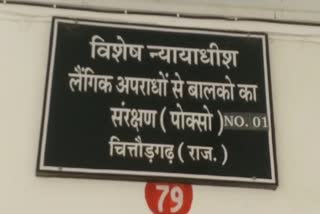 विशेष न्यायाधीश
लैंगिक अपराधों से बालको का
संरक्षण ( पोक्सो ) NO. 01
चित्तौड़गढ़ ( राज. )
79